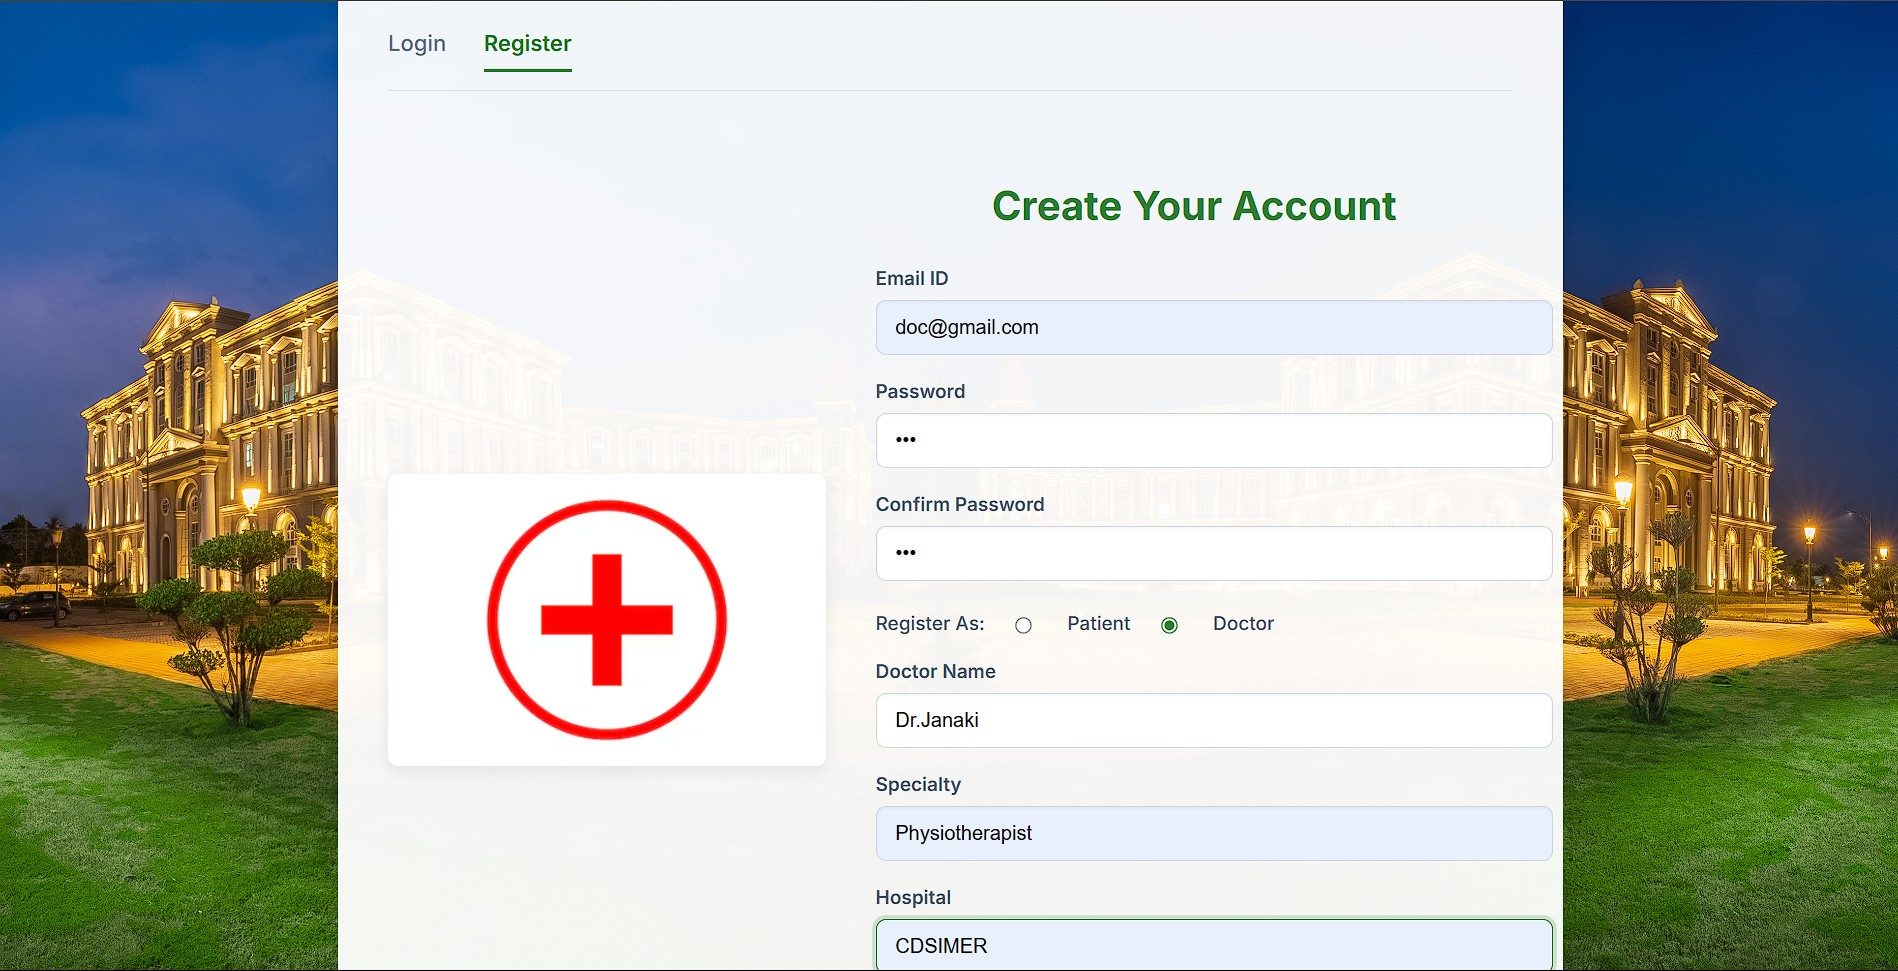 Login Register
Create Your Account
Email ID
doc@gmail.com
Password
•••
Confirm Password
•••
Register As: Patient Doctor
Doctor Name
Dr.Janaki
Specialty
Physiotherapist
Hospital
CDSIMER